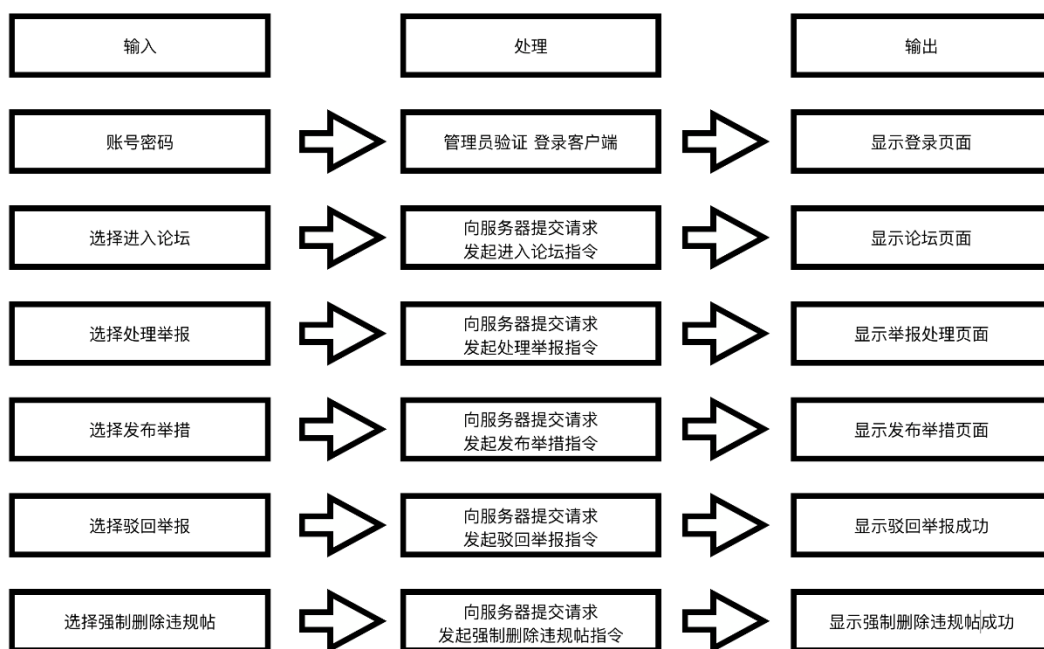 输入
处理
输出
账号密码
管理员验证 登录客户端
显示登录页面
选择进入论坛
向服务器提交请求
发起进入论坛指令
显示论坛页面
选择处理举报
向服务器提交请求
发起处理举报指令
显示举报处理页面
选择发布举措
向服务器提交请求
发起发布举措指令
显示发布举措页面
选择驳回举报
向服务器提交请求
发起驳回举报指令
显示驳回举报成功
选择强制删除违规帖
向服务器提交请求
发起强制删除违规帖指令
显示强制删除违规帖成功